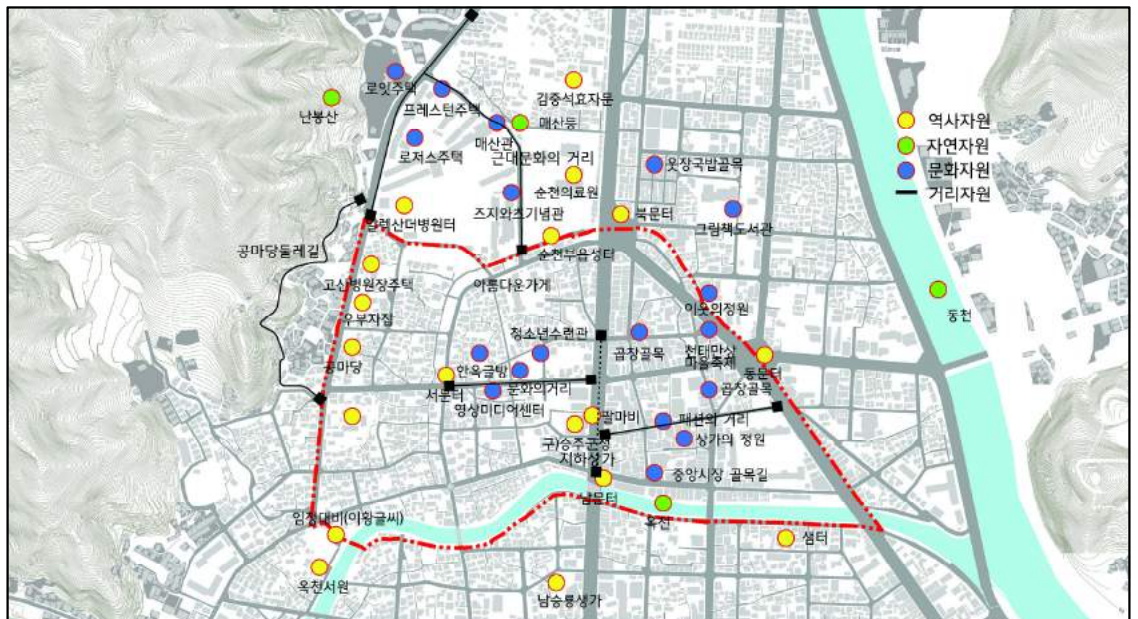 로잇주택
난봉산
프레스턴주택
김중석효자문
매산관
매산등
로저스주택
근대문화의 거리
웃장국밥골목
순천의료원
즈지와츠기념관
알렉산더병원터
북문터
그림책도서관
공마당둘레길
순천부읍성터
고산병원장주택
아름다운가게
우부자집
이웃의정원
동천
청소년수련관
곱창골목
천태만상
마을축제
공마당
한옥글방
동문터
서문터
문화의거리
곱창골목
영상미디어센터
팔마비
패션의 거리
구)승주군청
상가의 정원
지하상가
중앙시장 골목길
남문터
옥천
임청대비(이황글씨)
샘터
옥천서원
남승룡생가
역사자원
자연자원
문화자원
거리자원